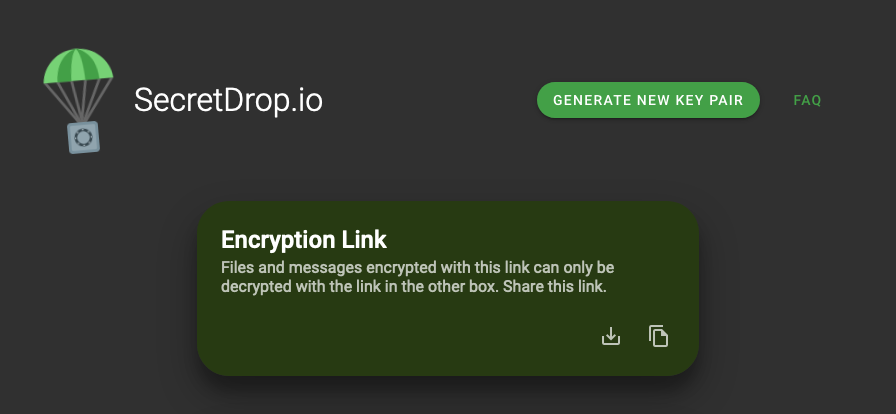 SecretDrop.io
GENERATE NEW KEY PAIR
FAQ
Encryption Link
Files and messages encrypted with this link can only be
decrypted with the link in the other box. Share this link.